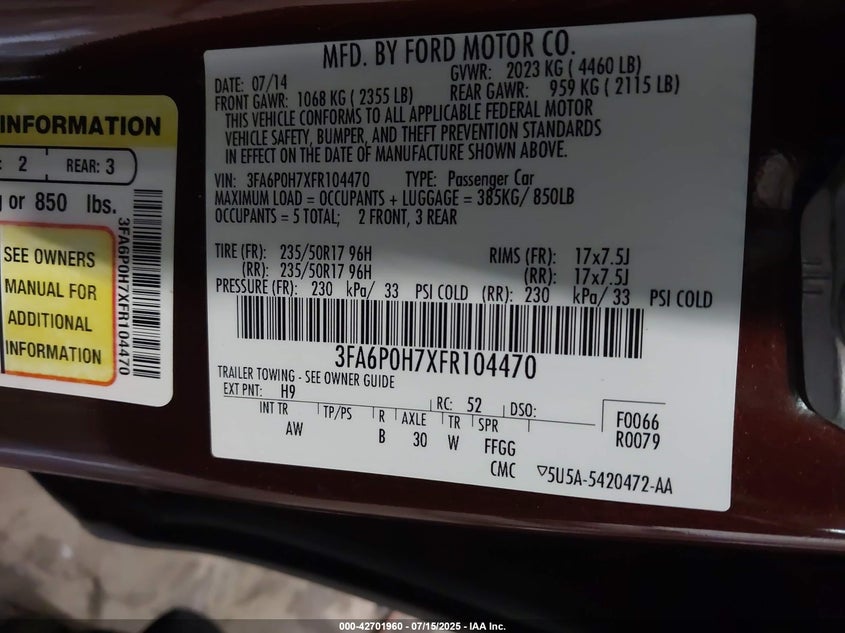 INFORMATION
2 REAR: 3
or 850 lbs.
SEE OWNERS
MANUAL FOR
ADDITIONAL
INFORMATION
3FA6P0H7XFR104470
MFD. BY FORD MOTOR CO.
DATE: 07/14 GVWR: 2023 KG ( 4460 LB)
FRONT GAWR: 1068 KG ( 2355 LB) REAR GAWR: 959 KG ( 2115 LB)
THIS VEHICLE CONFORMS TO ALL APPLICABLE FEDERAL MOTOR
VEHICLE SAFETY, BUMPER, AND THEFT PREVENTION STANDARDS
IN EFFECT ON THE DATE OF MANUFACTURE SHOWN ABOVE.
VIN: 3FA6P0H7XFR104470 TYPE: Passenger Car
MAXIMUM LOAD = OCCUPANTS + LUGGAGE = 385KG/ 850LB
OCCUPANTS = 5 TOTAL; 2 FRONT, 3 REAR
TIRE (FR): 235/50R17 96H RIMS (FR): 17x7.5J
(RR): 235/50R17 96H (RR): 17x7.5J
PRESSURE (FR): 230 kPa/ 33 PSI COLD (RR): 230 kPa/ 33 PSI COLD
3FA6P0H7XFR104470
TRAILER TOWING - SEE OWNER GUIDE
EXT PNT: H9 RC: 52 DSO: F0066
INT TR TP/PS R AXLE TR SPR R0079
AW B 30 W FFGG
CMC ▽5U5A-5420472-AA
000-42701960 - 07/15/2025 - IAA Inc.